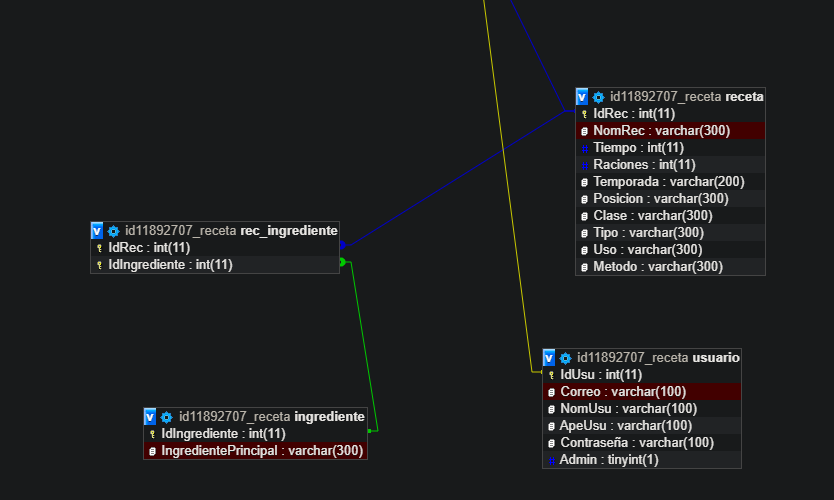 v id11892707_receta receta
IdRec : int(11)
NomRec : varchar(300)
Tiempo : int(11)
Raciones : int(11)
Temporada : varchar(200)
Posicion : varchar(300)
Clase : varchar(300)
Tipo : varchar(300)
Uso : varchar(300)
Metodo : varchar(300)
v id11892707_receta rec_ingrediente
IdRec : int(11)
IdIngrediente : int(11)
v id11892707_receta usuario
IdUsu : int(11)
Correo : varchar(100)
NomUsu : varchar(100)
ApeUsu : varchar(100)
Contraseña : varchar(100)
Admin : tinyint(1)
v id11892707_receta ingrediente
IdIngrediente : int(11)
IngredientePrincipal : varchar(300)